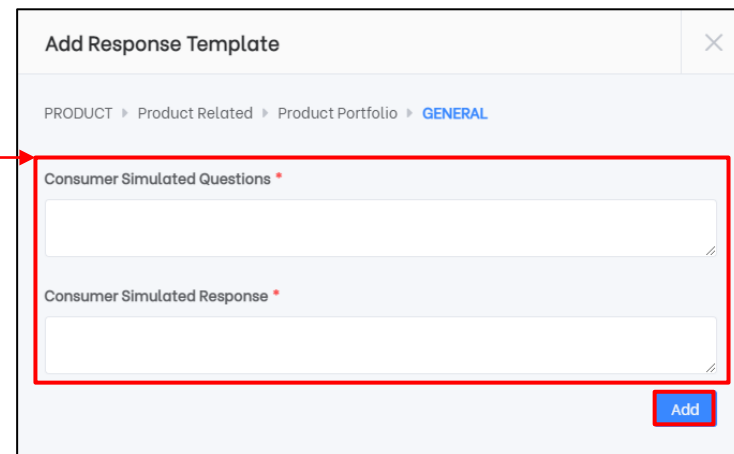 Add Response Template
PRODUCT ▸ Product Related ▸ Product Portfolio ▸ GENERAL
Consumer Simulated Questions *
Consumer Simulated Response *
Add